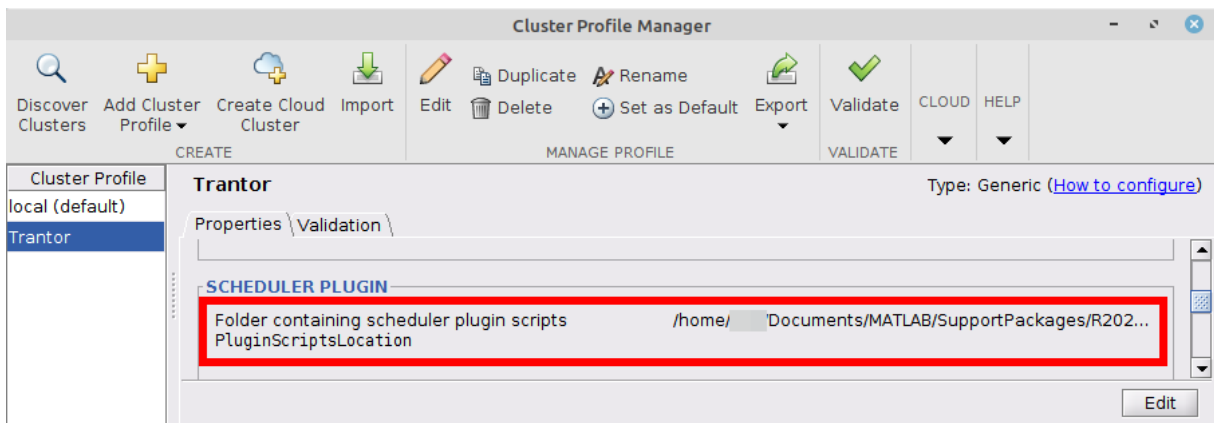 Cluster Profile Manager
Discover Clusters
Add Cluster Profile
Create Cloud Cluster
Import
Edit
Duplicate
Delete
Rename
Set as Default
Export
Validate
CLOUD
HELP
CREATE
MANAGE PROFILE
VALIDATE
Cluster Profile
local (default)
Trantor
Trantor
Type: Generic (How to configure)
Properties
Validation
SCHEDULER PLUGIN
Folder containing scheduler plugin scripts /home/ /Documents/MATLAB/SupportPackages/R202...
PluginScriptsLocation
Edit